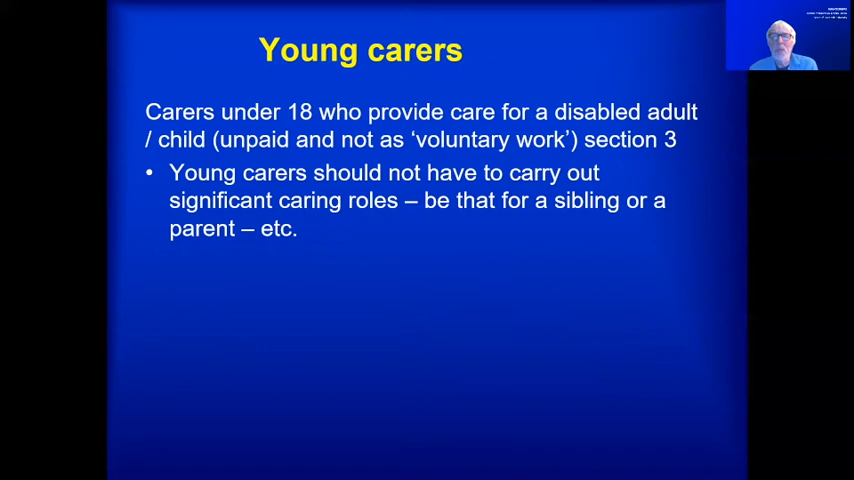 Young carers
Carers under 18 who provide care for a disabled adult
/ child (unpaid and not as ‘voluntary work’) section 3
• Young carers should not have to carry out
significant caring roles – be that for a sibling or a
parent – etc.